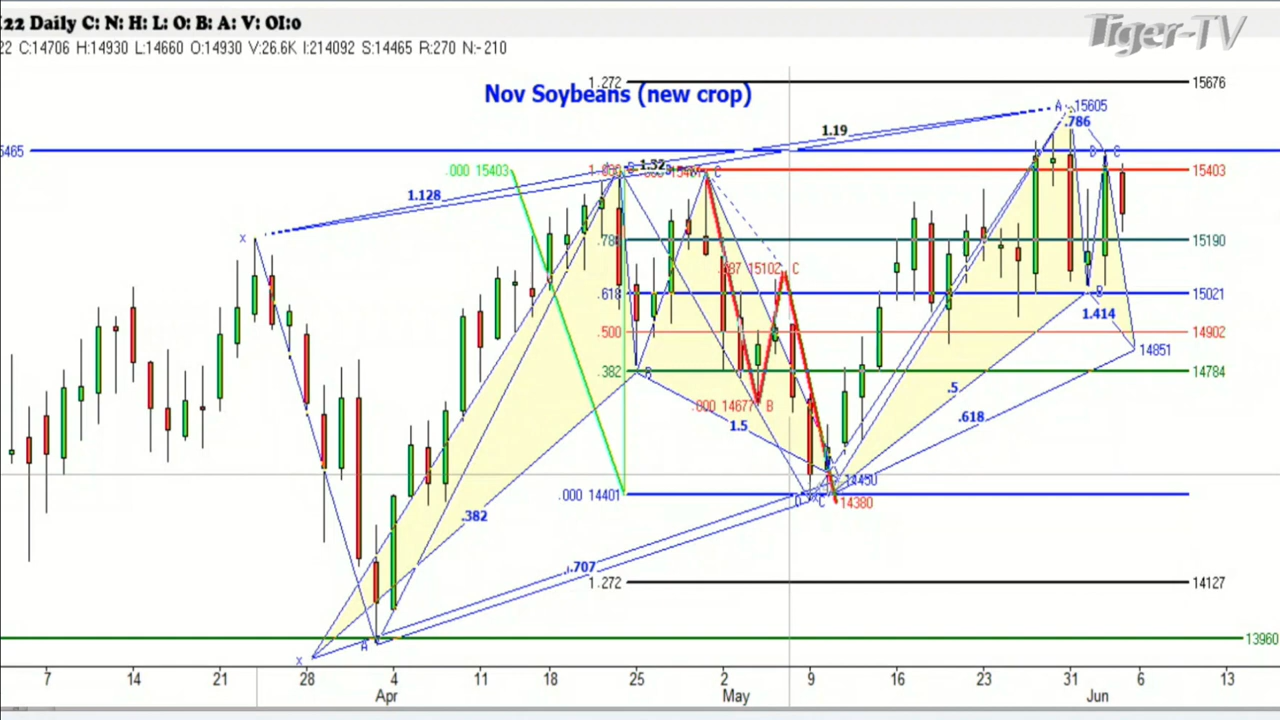 22 Daily C: N: H: L: O: B: A: V: OI:0
Tiger-TV
22 C:14706 H:14930 L:14660 O:14930 V:26.6K I:214092 S:14465 R:270 N:-210
Nov Soybeans (new crop)
1.272 15676
A 15605
.786
1.19
5465
1.32
.000 15403
C
15403
1.128
X
15190
.687 15102 C
.618 15021
1.414
.500 14902
14851
.382 14784
B
.5
.000 14677 B
.618
1.5
14450
.000 14401
D
C
14380
.382
.707
1.272 14127
A
13960
X
7 14 21 28 4 11 18 25 2 9 16 23 31 6 13
Apr May Jun